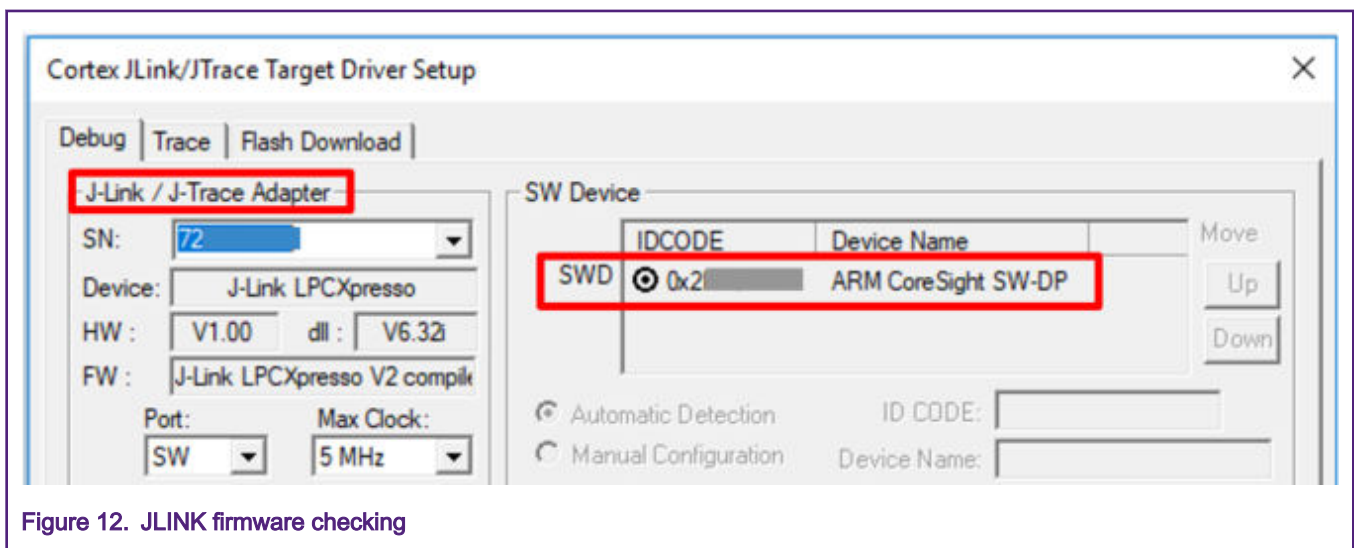 Cortex JLink/JTrace Target Driver Setup
Debug Trace Flash Download
J-Link / J-Trace Adapter
SN: 72
Device: J-Link LPCXpresso
HW : V1.00 dll : V6.32i
FW : J-Link LPCXpresso V2 compile
Port: Max Clock:
SW 5 MHz
SW Device
IDCODE Device Name
SWD 0x2 ARM CoreSight SW-DP
Move
Up
Down
Automatic Detection ID CODE:
Manual Configuration Device Name:
Figure 12. JLINK firmware checking